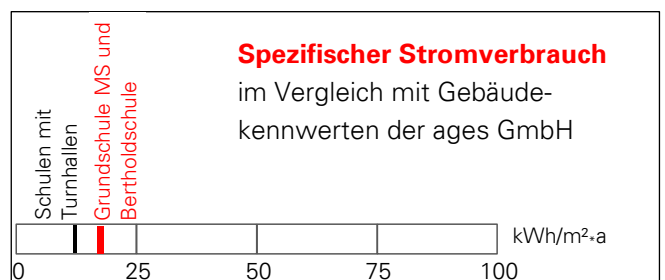 Spezifischer Stromverbrauch
im Vergleich mit Gebäude-
kennwerten der ages GmbH
Schulen mit
Turnhallen
Grundschule MS und
Bertholdschule
kWh/m²*a
0 25 50 75 100